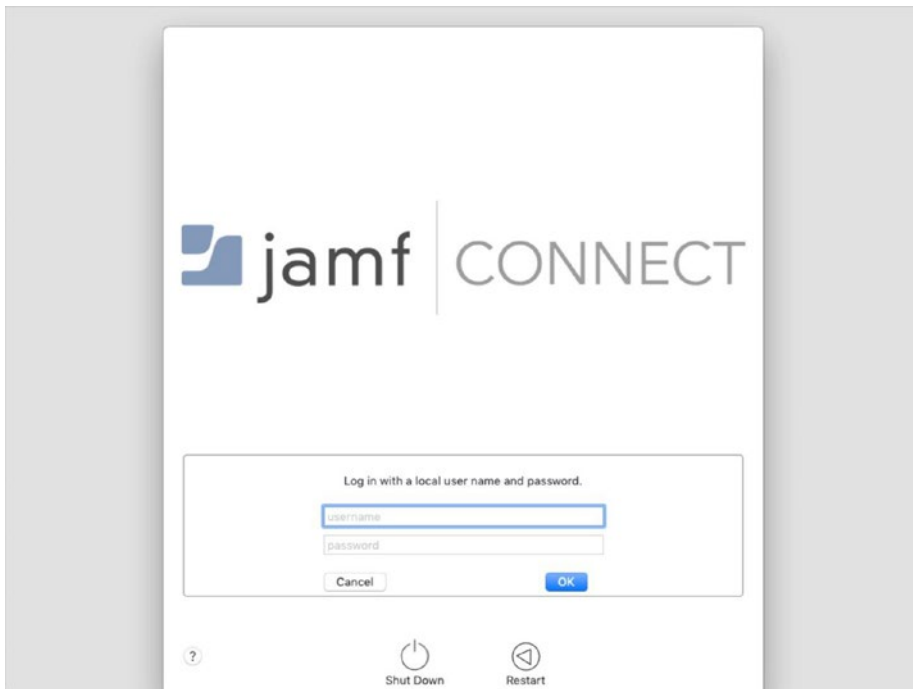 jamf CONNECT
Log in with a local user name and password.
username
password
Cancel OK
?
Shut Down Restart